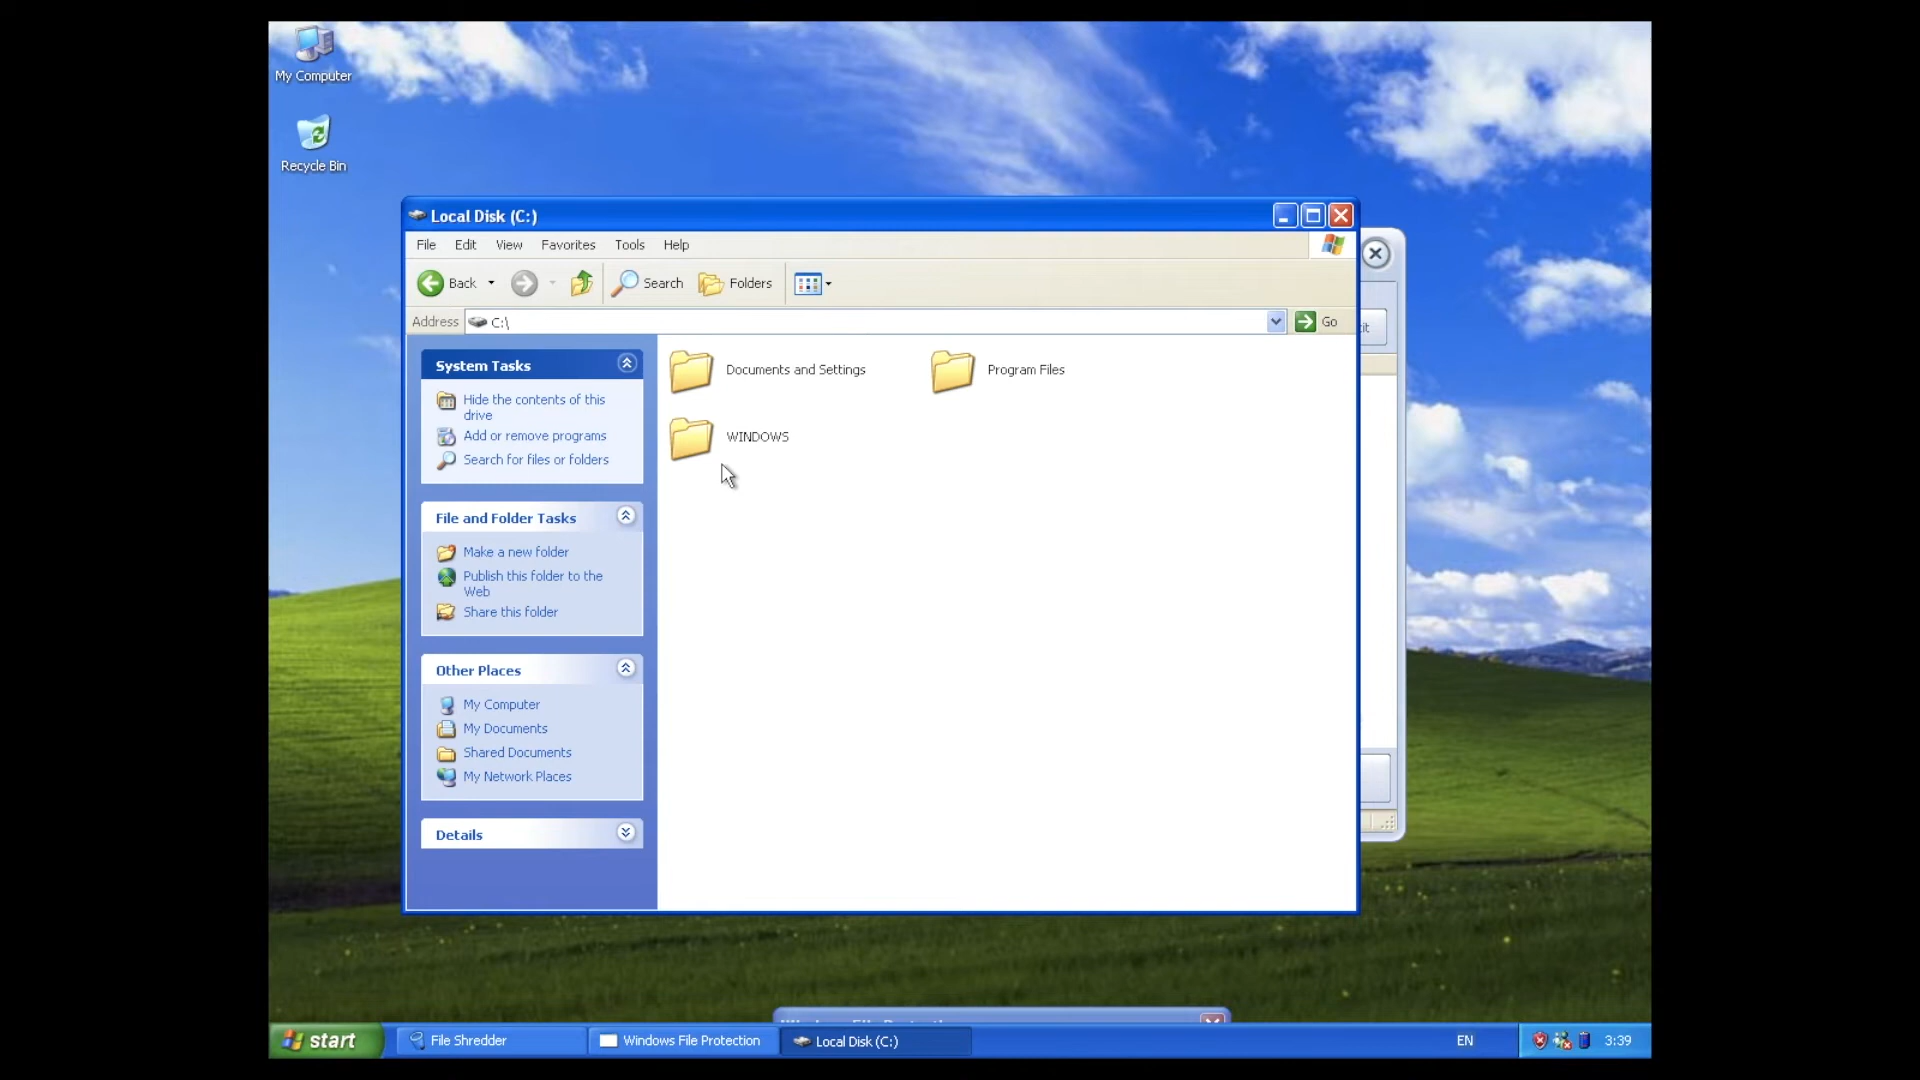 My Computer
Recycle Bin
Local Disk (C:)
File Edit View Favorites Tools Help
Back Search Folders
Address C:\ Go
System Tasks
Hide the contents of this
drive
Add or remove programs
Search for files or folders
File and Folder Tasks
Make a new folder
Publish this folder to the
Web
Share this folder
Other Places
My Computer
My Documents
Shared Documents
My Network Places
Details
Documents and Settings
Program Files
WINDOWS
start
File Shredder
Windows File Protection
Local Disk (C:)
EN
3:39